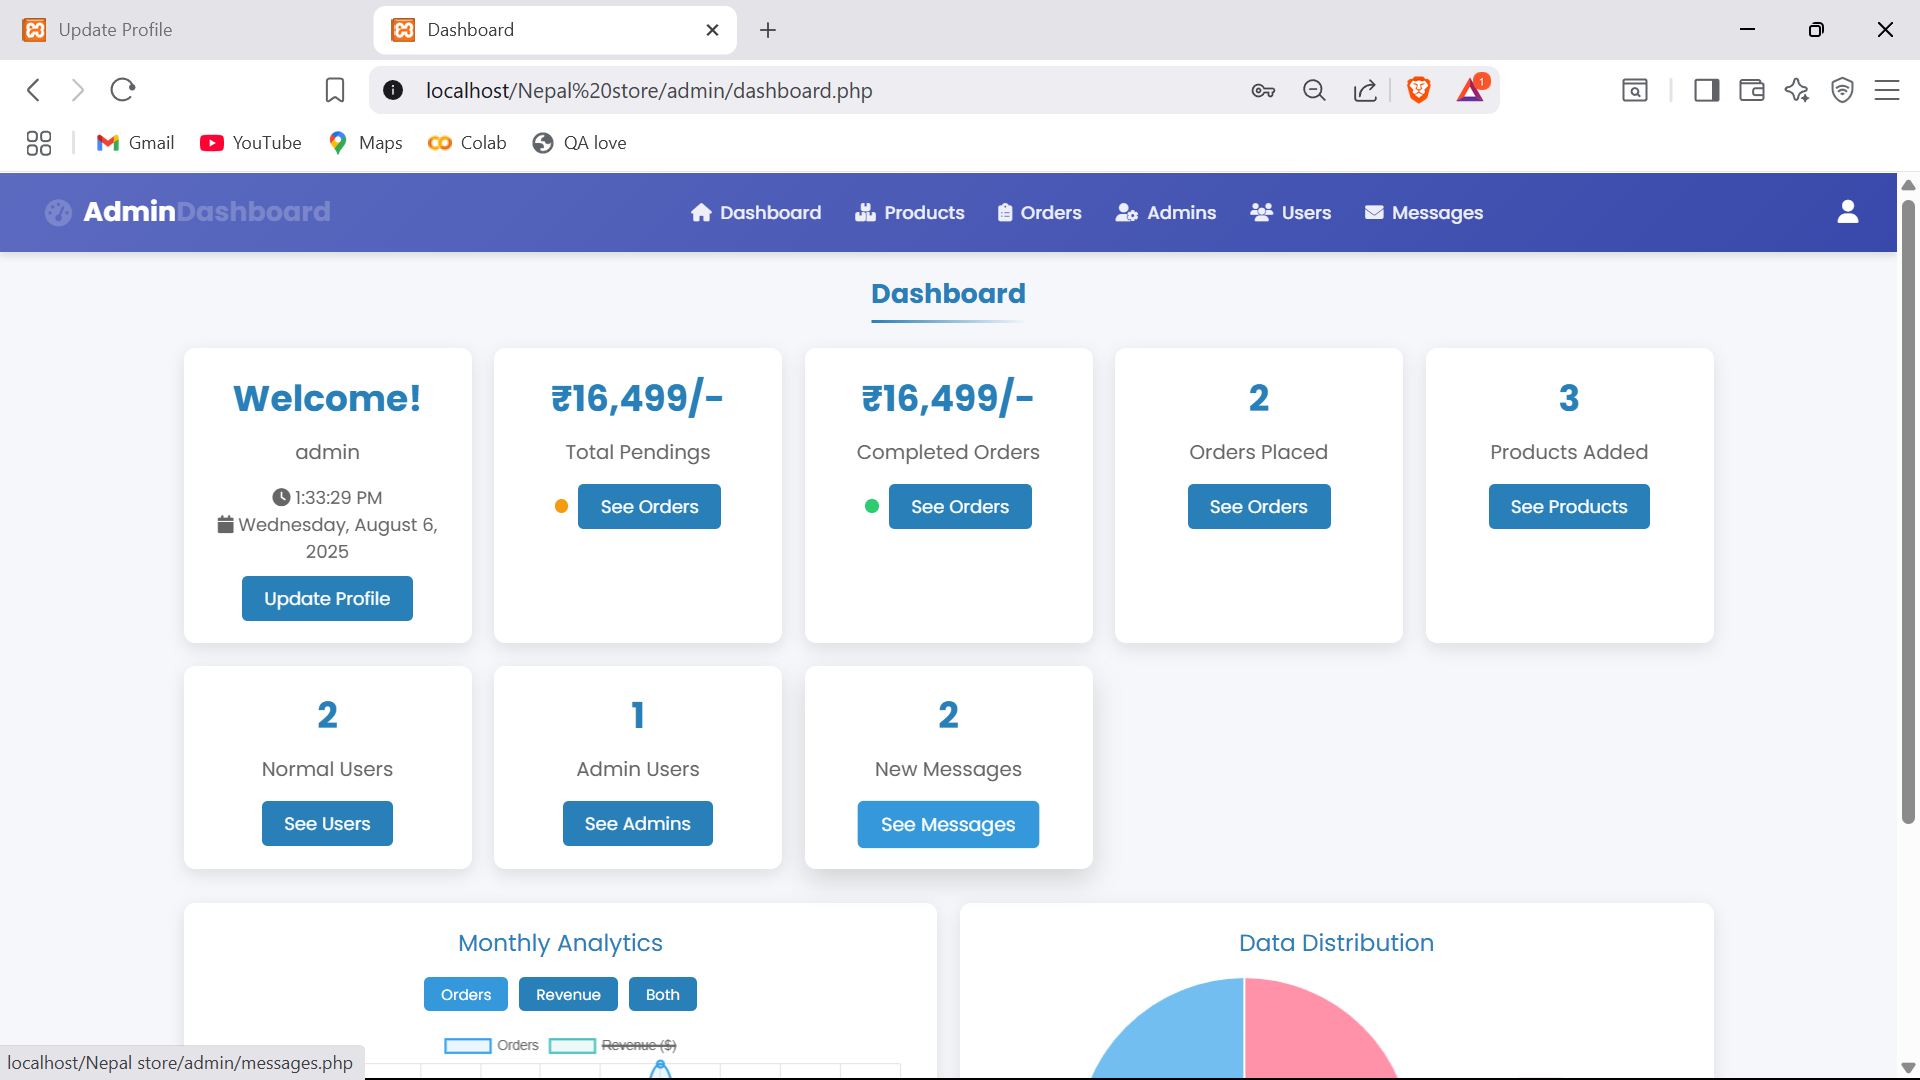 Update Profile
Dashboard
localhost/Nepal%20store/admin/dashboard.php
1
Gmail
YouTube
Maps
Colab
QA love
AdminDashboard
Dashboard
Products
Orders
Admins
Users
Messages
Dashboard
Welcome!
admin
1:33:29 PM
Wednesday, August 6,
2025
Update Profile
₹16,499/-
Total Pendings
See Orders
₹16,499/-
Completed Orders
See Orders
2
Orders Placed
See Orders
3
Products Added
See Products
2
Normal Users
See Users
1
Admin Users
See Admins
2
New Messages
See Messages
Monthly Analytics
Orders
Revenue
Both
Orders
Revenue ($)
Data Distribution
localhost/Nepal store/admin/messages.php